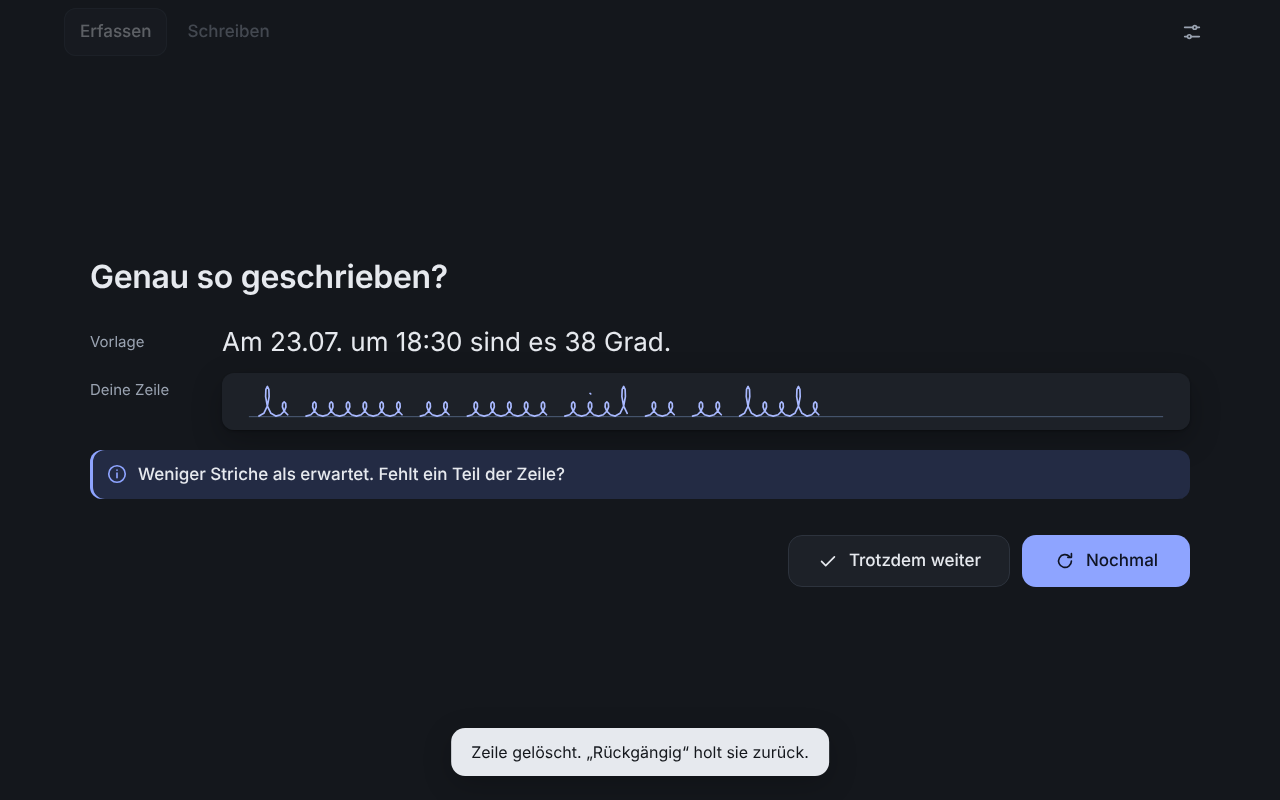 Erfassen Schreiben
Genau so geschrieben?
Vorlage Am 23.07. um 18:30 sind es 38 Grad.
Deine Zeile
Weniger Striche als erwartet. Fehlt ein Teil der Zeile?
Trotzdem weiter Nochmal
Zeile gelöscht. „Rückgängig“ holt sie zurück.